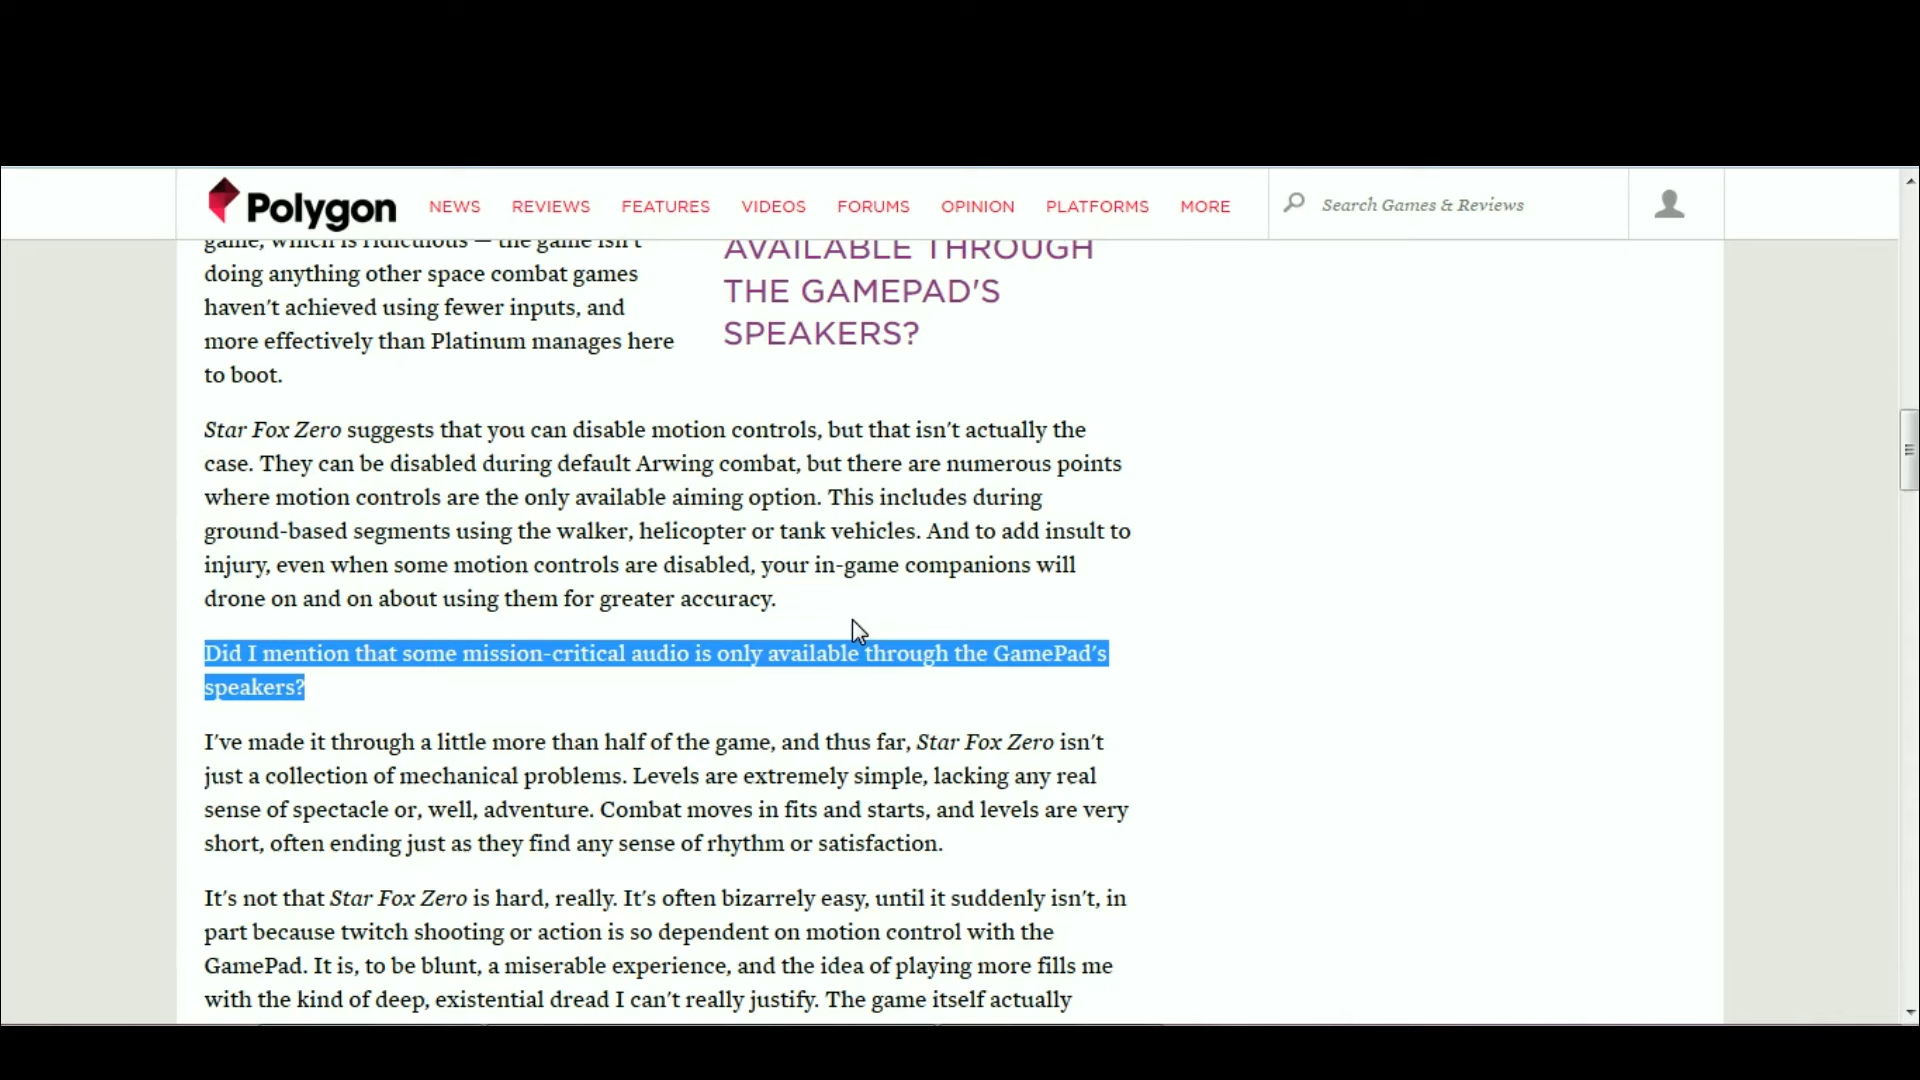 Polygon
NEWS
REVIEWS
FEATURES
VIDEOS
FORUMS
OPINION
PLATFORMS
MORE
Search Games & Reviews
game, which is ridiculous — the game isn't
doing anything other space combat games
haven't achieved using fewer inputs, and
more effectively than Platinum manages here
to boot.
AVAILABLE THROUGH
THE GAMEPAD'S
SPEAKERS?
Star Fox Zero suggests that you can disable motion controls, but that isn't actually the
case. They can be disabled during default Arwing combat, but there are numerous points
where motion controls are the only available aiming option. This includes during
ground-based segments using the walker, helicopter or tank vehicles. And to add insult to
injury, even when some motion controls are disabled, your in-game companions will
drone on and on about using them for greater accuracy.
Did I mention that some mission-critical audio is only available through the GamePad's
speakers?
I've made it through a little more than half of the game, and thus far, Star Fox Zero isn't
just a collection of mechanical problems. Levels are extremely simple, lacking any real
sense of spectacle or, well, adventure. Combat moves in fits and starts, and levels are very
short, often ending just as they find any sense of rhythm or satisfaction.
It's not that Star Fox Zero is hard, really. It's often bizarrely easy, until it suddenly isn't, in
part because twitch shooting or action is so dependent on motion control with the
GamePad. It is, to be blunt, a miserable experience, and the idea of playing more fills me
with the kind of deep, existential dread I can't really justify. The game itself actually